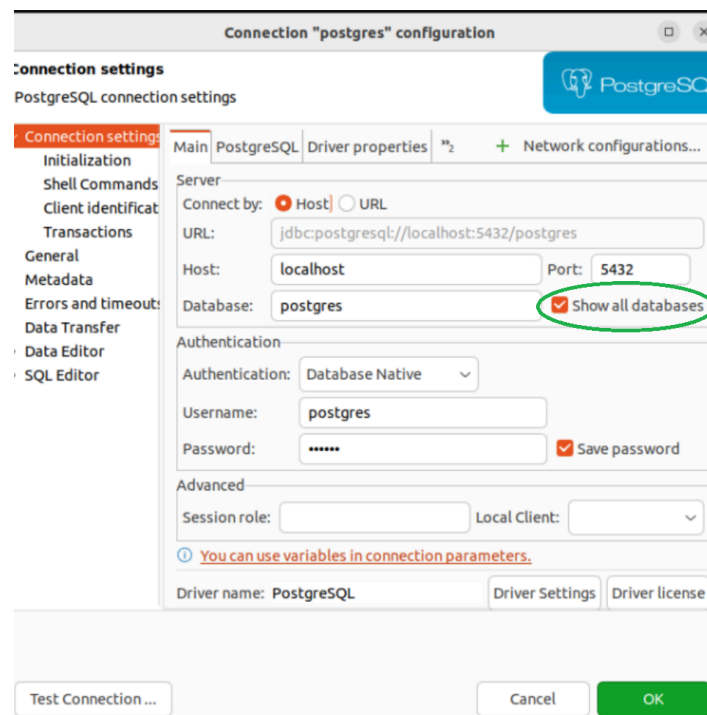 Connection "postgres" configuration
Connection settings
PostgreSQL connection settings
PostgreSQ
Connection settings
Initialization
Shell Commands
Client identificat
Transactions
General
Metadata
Errors and timeouts
Data Transfer
Data Editor
SQL Editor
Main PostgreSQL Driver properties »2 + Network configurations...
Server
Connect by: Host URL
URL: jdbc:postgresql://localhost:5432/postgres
Host: localhost Port: 5432
Database: postgres Show all databases
Authentication
Authentication: Database Native
Username: postgres
Password: ••••••
Save password
Advanced
Session role: Local Client:
You can use variables in connection parameters.
Driver name: PostgreSQL Driver Settings Driver license
Test Connection ... Cancel OK